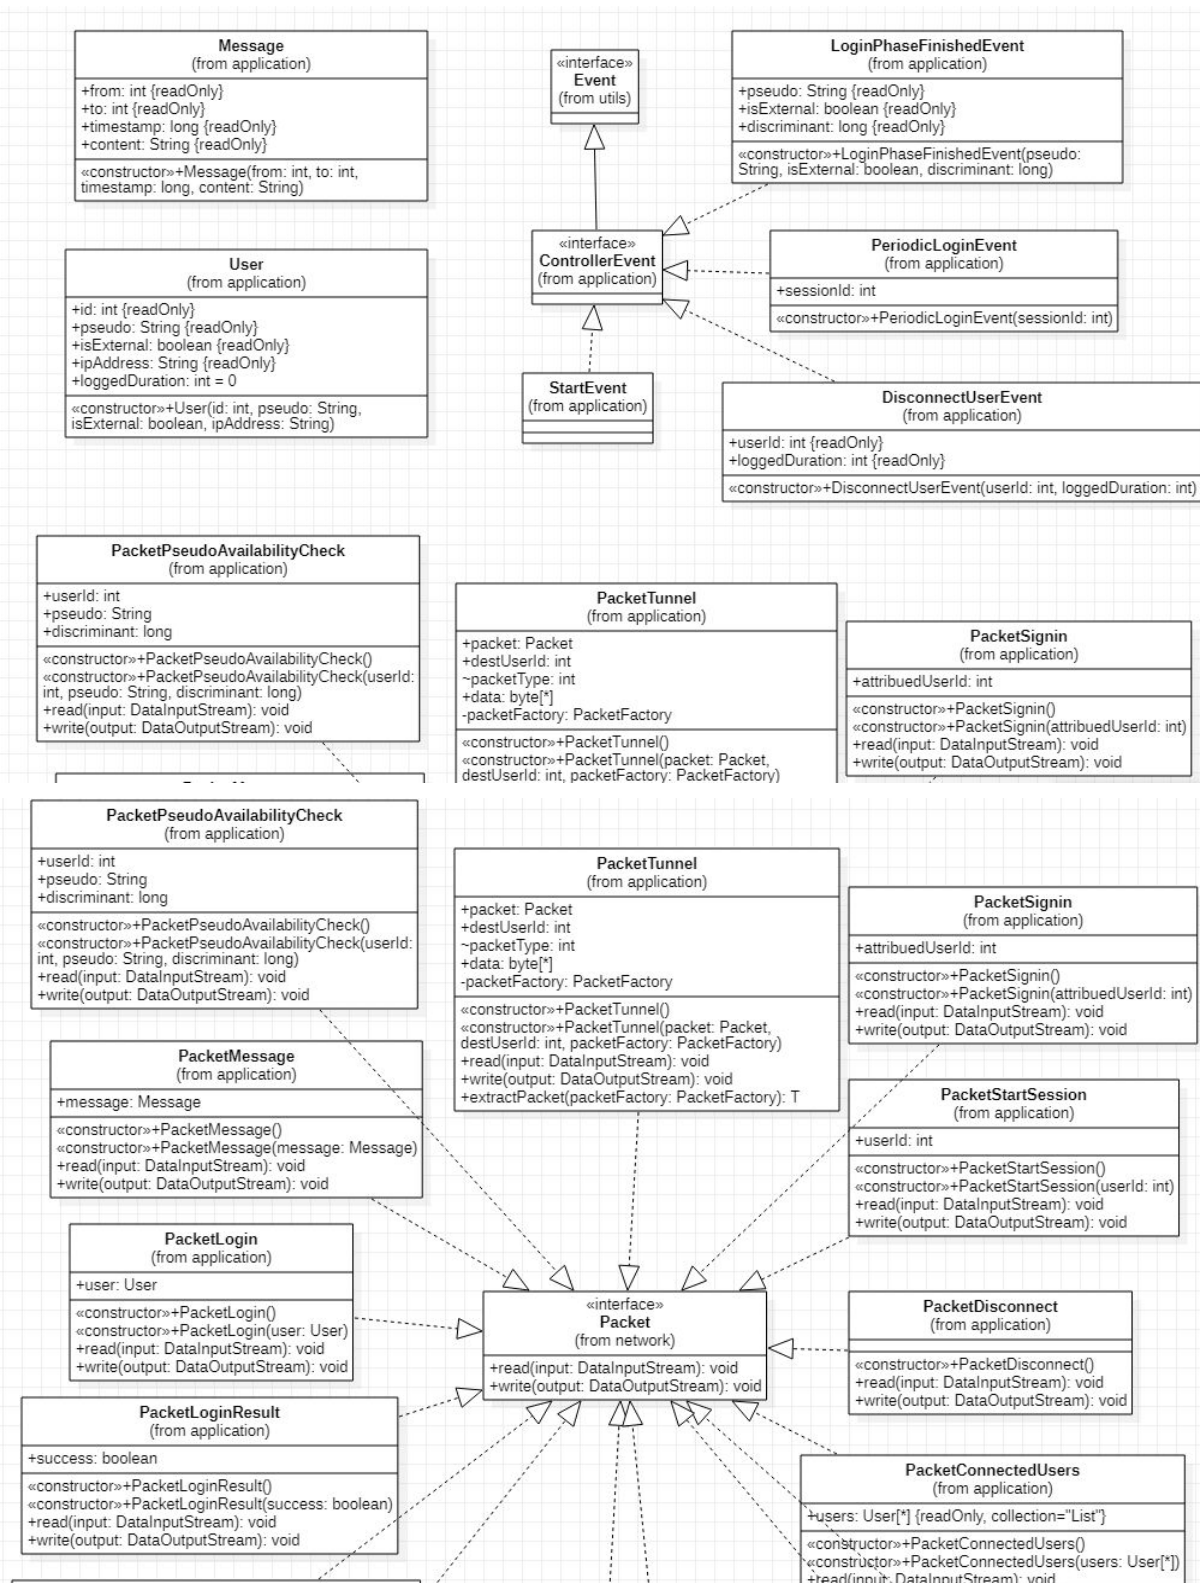 Message
(from application)
+from: int {readOnly}
+to: int {readOnly}
+timestamp: long {readOnly}
+content: String {readOnly}
«constructor»+Message(from: int, to: int,
timestamp: long, content: String)
«interface»
Event
(from utils)
LoginPhaseFinishedEvent
(from application)
+pseudo: String {readOnly}
+isExternal: boolean {readOnly}
+discriminant: long {readOnly}
«constructor»+LoginPhaseFinishedEvent(pseudo:
String, isExternal: boolean, discriminant: long)
User
(from application)
+id: int {readOnly}
+pseudo: String {readOnly}
+isExternal: boolean {readOnly}
+ipAddress: String {readOnly}
+loggedDuration: int = 0
«constructor»+User(id: int, pseudo: String,
isExternal: boolean, ipAddress: String)
«interface»
ControllerEvent
(from application)
PeriodicLoginEvent
(from application)
+sessionId: int
«constructor»+PeriodicLoginEvent(sessionId: int)
StartEvent
(from application)
DisconnectUserEvent
(from application)
+userId: int {readOnly}
+loggedDuration: int {readOnly}
«constructor»+DisconnectUserEvent(userId: int, loggedDuration: int)
PacketPseudoAvailabilityCheck
(from application)
+userId: int
+pseudo: String
+discriminant: long
«constructor»+PacketPseudoAvailabilityCheck()
«constructor»+PacketPseudoAvailabilityCheck(userId:
int, pseudo: String, discriminant: long)
+read(input: DataInputStream): void
+write(output: DataOutputStream): void
PacketTunnel
(from application)
+packet: Packet
+destUserId: int
~packetType: int
+data: byte[*]
-packetFactory: PacketFactory
«constructor»+PacketTunnel()
«constructor»+PacketTunnel(packet: Packet,
destUserId: int, packetFactory: PacketFactory)
PacketSignin
(from application)
+attribuedUserId: int
«constructor»+PacketSignin()
«constructor»+PacketSignin(attribuedUserId: int)
+read(input: DataInputStream): void
+write(output: DataOutputStream): void
PacketPseudoAvailabilityCheck
(from application)
+userId: int
+pseudo: String
+discriminant: long
«constructor»+PacketPseudoAvailabilityCheck()
«constructor»+PacketPseudoAvailabilityCheck(userId:
int, pseudo: String, discriminant: long)
+read(input: DataInputStream): void
+write(output: DataOutputStream): void
PacketTunnel
(from application)
+packet: Packet
+destUserId: int
~packetType: int
+data: byte[*]
-packetFactory: PacketFactory
«constructor»+PacketTunnel()
«constructor»+PacketTunnel(packet: Packet,
destUserId: int, packetFactory: PacketFactory)
+read(input: DataInputStream): void
+write(output: DataOutputStream): void
+extractPacket(packetFactory: PacketFactory): T
PacketSignin
(from application)
+attribuedUserId: int
«constructor»+PacketSignin()
«constructor»+PacketSignin(attribuedUserId: int)
+read(input: DataInputStream): void
+write(output: DataOutputStream): void
PacketMessage
(from application)
+message: Message
«constructor»+PacketMessage()
«constructor»+PacketMessage(message: Message)
+read(input: DataInputStream): void
+write(output: DataOutputStream): void
PacketStartSession
(from application)
+userId: int
«constructor»+PacketStartSession()
«constructor»+PacketStartSession(userId: int)
+read(input: DataInputStream): void
+write(output: DataOutputStream): void
PacketLogin
(from application)
+user: User
«constructor»+PacketLogin()
«constructor»+PacketLogin(user: User)
+read(input: DataInputStream): void
+write(output: DataOutputStream): void
«interface»
Packet
(from network)
+read(input: DataInputStream): void
+write(output: DataOutputStream): void
PacketDisconnect
(from application)
«constructor»+PacketDisconnect()
+read(input: DataInputStream): void
+write(output: DataOutputStream): void
PacketLoginResult
(from application)
+success: boolean
«constructor»+PacketLoginResult()
«constructor»+PacketLoginResult(success: boolean)
+read(input: DataInputStream): void
+write(output: DataOutputStream): void
PacketConnectedUsers
(from application)
+users: User[*] {readOnly, collection="List"}
«constructor»+PacketConnectedUsers()
«constructor»+PacketConnectedUsers(users: User[*])
+read(input: DataInputStream): void